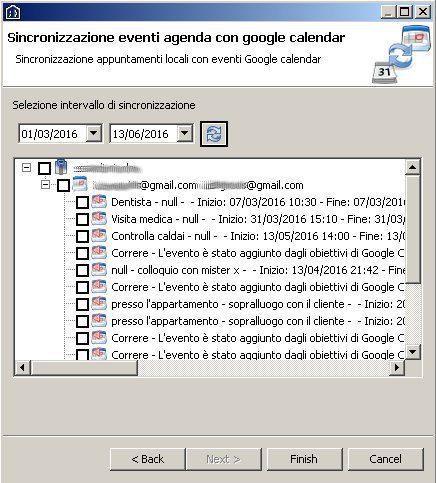 Sincronizzazione eventi agenda con google calendar
Sincronizzazione appuntamenti locali con eventi Google calendar
31
Selezione intervallo di sincronizzazione
01/03/2016 13/06/2016
@gmail.com @gmail.com
Dentista - null - - Inizio: 07/03/2016 10:30 - Fine: 07/03/
Visita medica - null - - Inizio: 31/03/2016 15:10 - Fine: 31/03/
Controlla caldai - null - - Inizio: 13/05/2016 14:00 - Fine: 13/0
Correre - L'evento è stato aggiunto dagli obiettivi di Google C
null - colloquio con mister x - - Inizio: 13/04/2016 21:42 - Fine:
Correre - L'evento è stato aggiunto dagli obiettivi di Google C
presso l'appartamento - sopralluogo con il cliente - - Inizio: 20
presso l'appartamento - sopralluogo con il cliente - - Inizio: 20
Correre - L'evento è stato aggiunto dagli obiettivi di Google C
Correre - L'evento è stato aggiunto dagli obiettivi di Google C
< Back Next > Finish Cancel